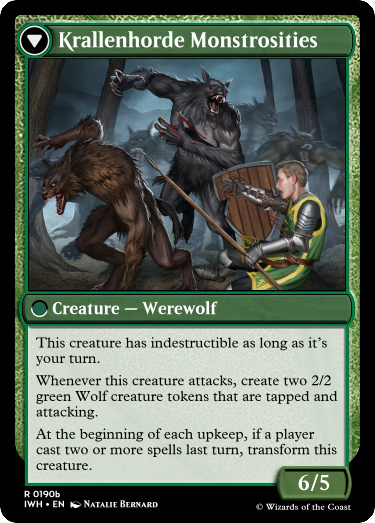 Krallenhorde Monstrosities
Creature — Werewolf
This creature has indestructible as long as it's
your turn.
Whenever this creature attacks, create two 2/2
green Wolf creature tokens that are tapped and
attacking.
At the beginning of each upkeep, if a player
cast two or more spells last turn, transform this
creature.
6/5
R 0190b
IWH • EN Natalie Bernard
© Wizards of the Coast